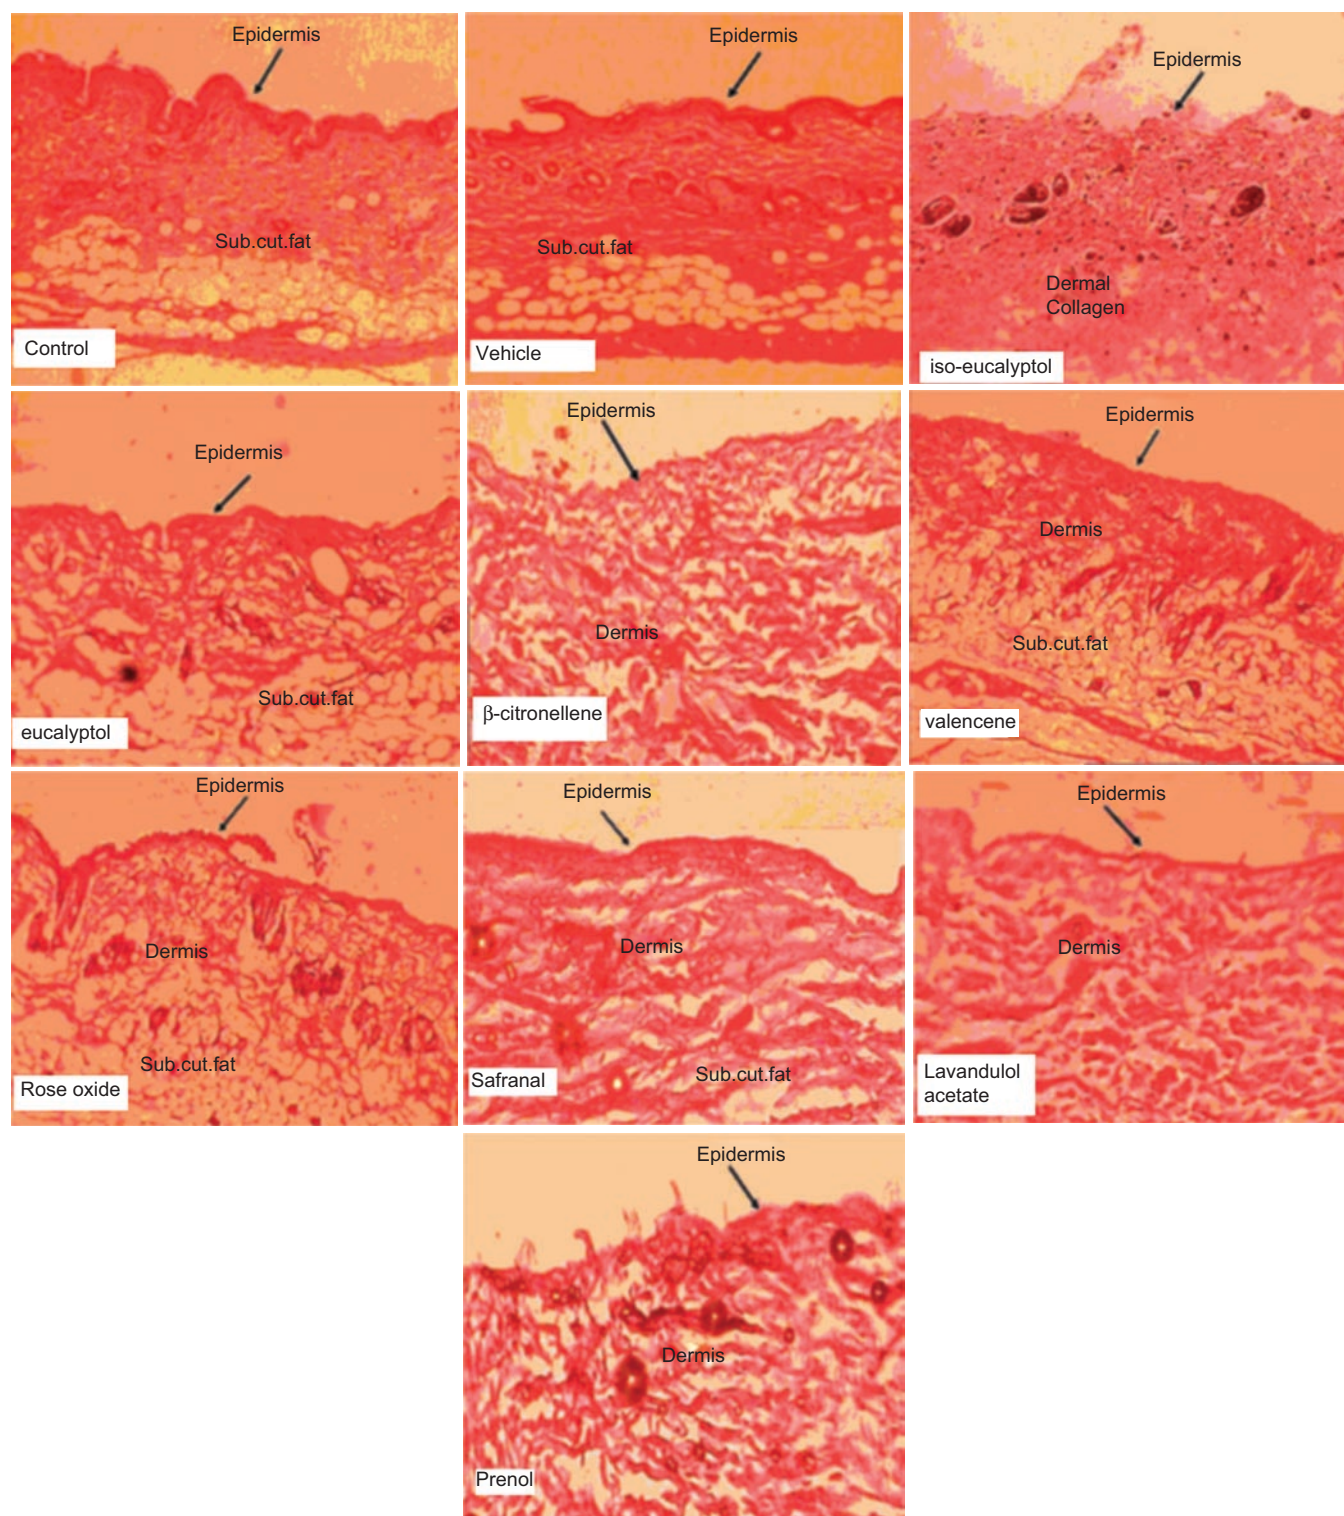 Epidermis
Sub.cut.fat
Control
Epidermis
Sub.cut.fat
Vehicle
Epidermis
Dermal
Collagen
iso-eucalyptol
Epidermis
Sub.cut.fat
eucalyptol
Epidermis
Dermis
β-citronellene
Epidermis
Dermis
Sub.cut.fat
valencene
Epidermis
Dermis
Sub.cut.fat
Rose oxide
Epidermis
Dermis
Sub.cut.fat
Safranal
Epidermis
Dermis
Lavandulol
acetate
Epidermis
Dermis
Prenol